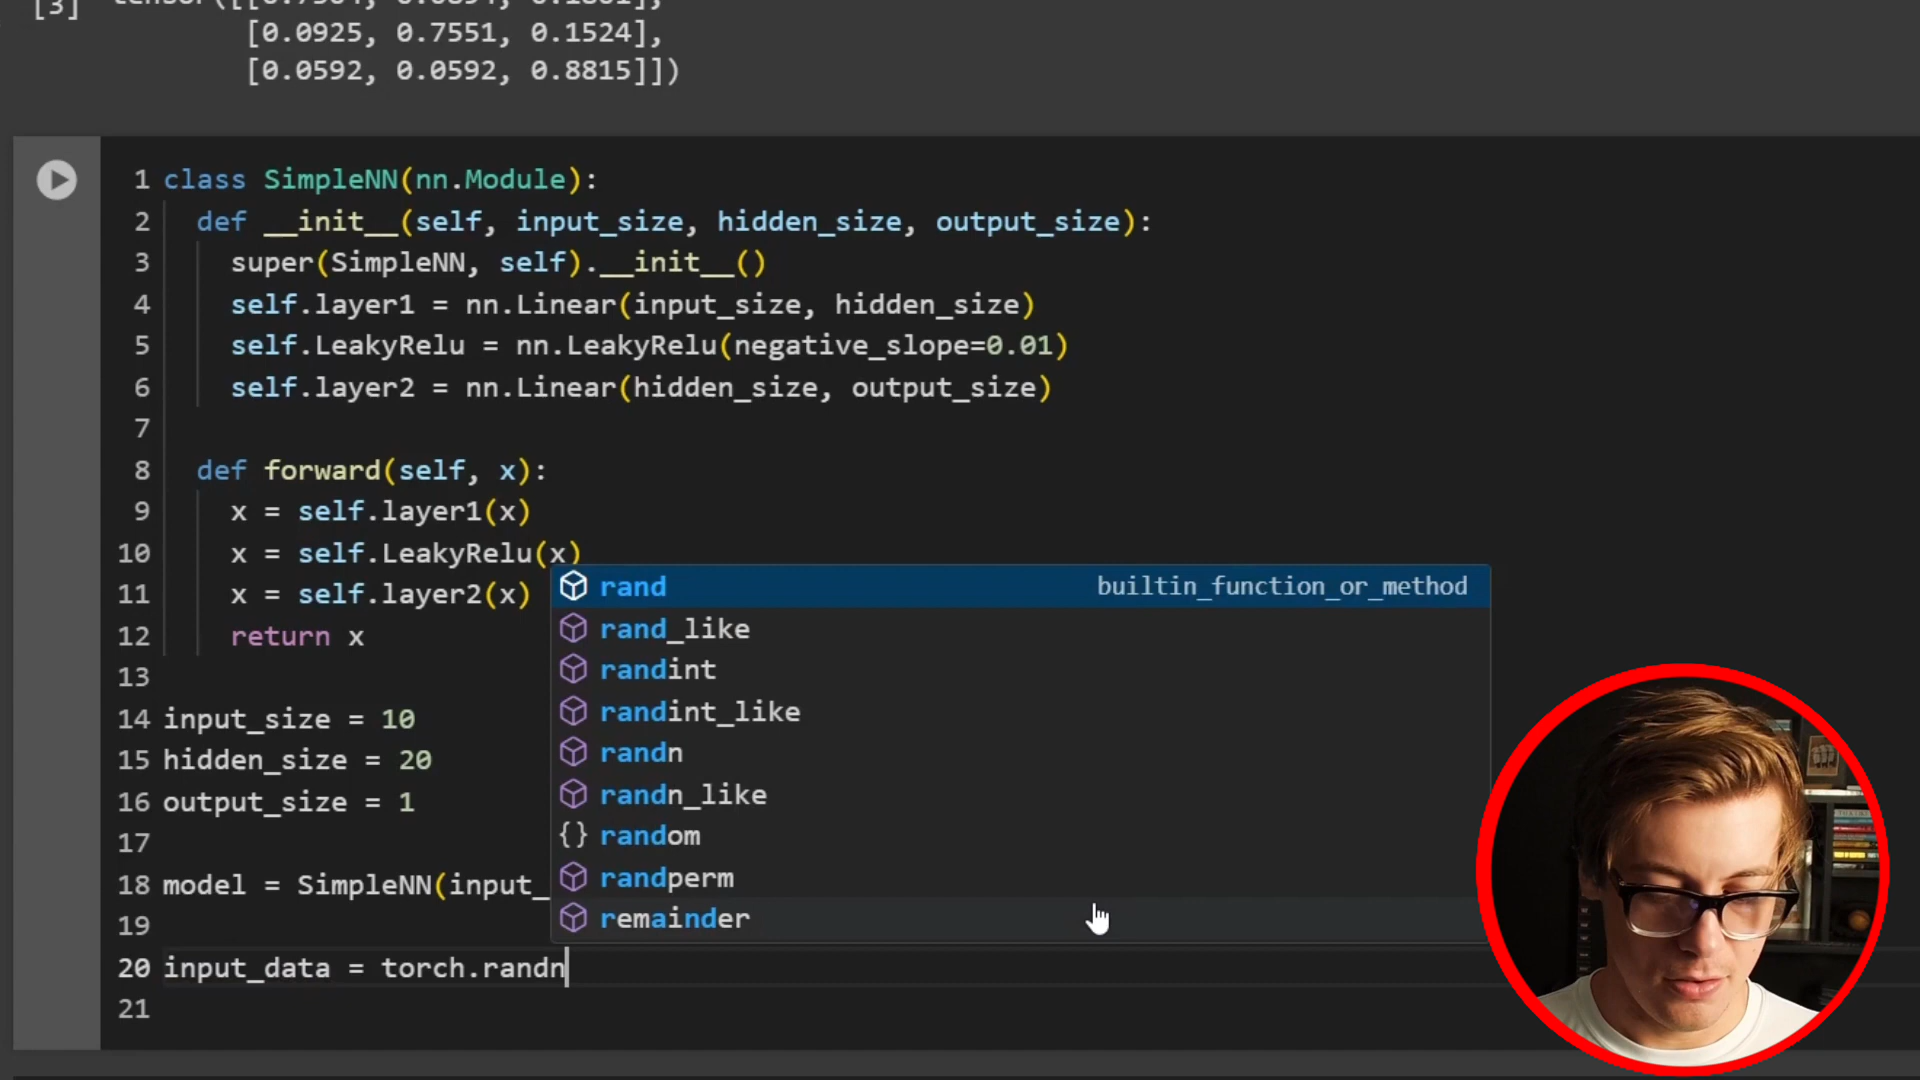 [3]
[0.0925, 0.7551, 0.1524],
[0.0592, 0.0592, 0.8815]])
1 class SimpleNN(nn.Module):
2 def __init__(self, input_size, hidden_size, output_size):
3 super(SimpleNN, self).__init__()
4 self.layer1 = nn.Linear(input_size, hidden_size)
5 self.LeakyRelu = nn.LeakyRelu(negative_slope=0.01)
6 self.layer2 = nn.Linear(hidden_size, output_size)
7
8 def forward(self, x):
9 x = self.layer1(x)
10 x = self.LeakyRelu(x)
11 x = self.layer2(x)
12 return x
13
14 input_size = 10
15 hidden_size = 20
16 output_size = 1
17
18 model = SimpleNN(input_
19
20 input_data = torch.randn
21
rand builtin_function_or_method
rand_like
randint
randint_like
randn
randn_like
{} random
randperm
remainder